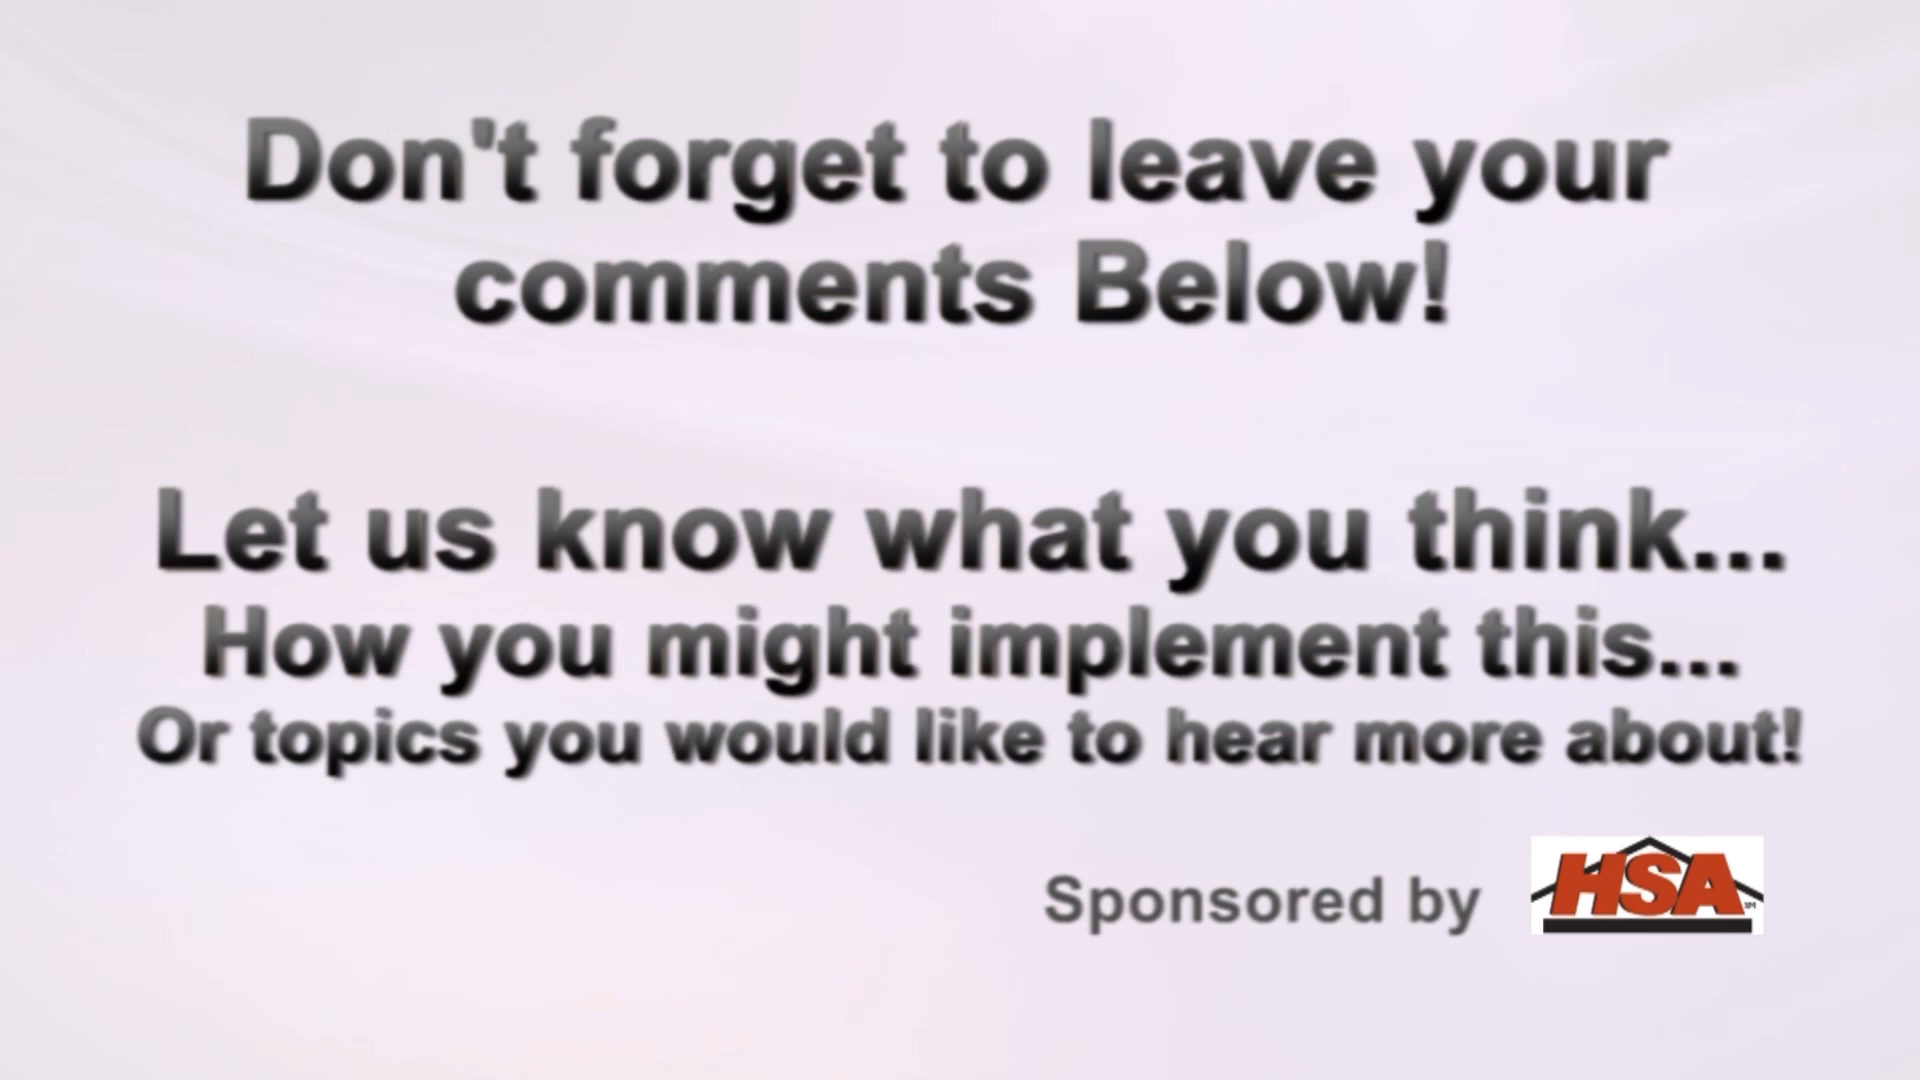 Don't forget to leave your
comments Below!
Let us know what you think...
How you might implement this...
Or topics you would like to hear more about!
Sponsored by HSA SM